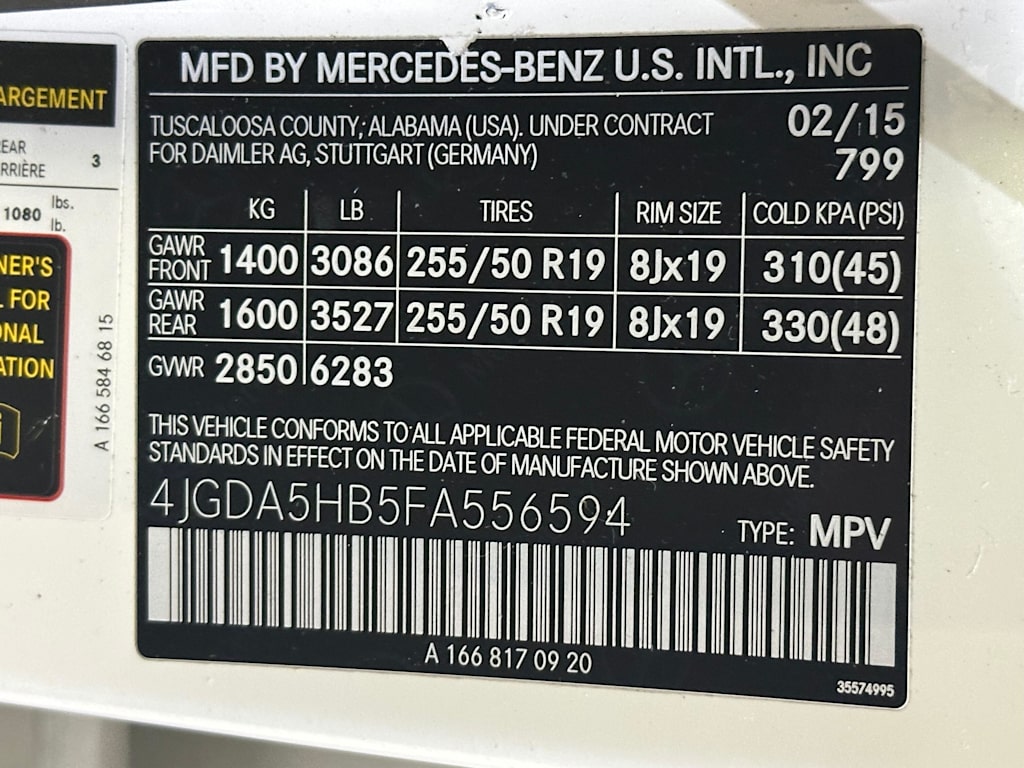 ARGEMENT
EAR
RRIÈRE 3
1080 lbs.
lb.
NER'S
FOR
NAL
ATION
A 166 584 68 15
MFD BY MERCEDES-BENZ U.S. INTL., INC
TUSCALOOSA COUNTY; ALABAMA (USA). UNDER CONTRACT 02/15
FOR DAIMLER AG, STUTTGART (GERMANY) 799
KG LB TIRES RIM SIZE COLD KPA (PSI)
GAWR FRONT 1400 3086 255/50 R19 8Jx19 310(45)
GAWR REAR 1600 3527 255/50 R19 8Jx19 330(48)
GVWR 2850 6283
THIS VEHICLE CONFORMS TO ALL APPLICABLE FEDERAL MOTOR VEHICLE SAFETY
STANDARDS IN EFFECT ON THE DATE OF MANUFACTURE SHOWN ABOVE.
4JGDA5HB5FA556594 TYPE: MPV
A 166 817 09 20
35574995